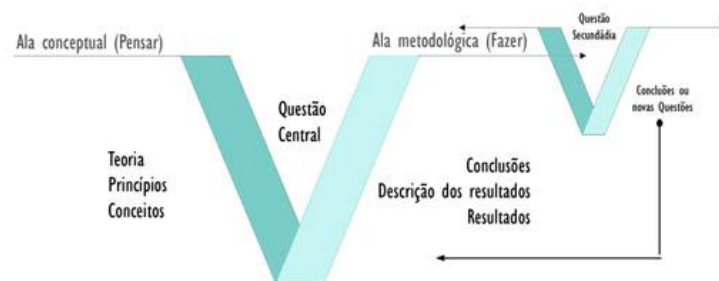 Ala conceptual (Pensar)
Ala metodológica (Fazer)
Questão
Secundádia
Questão
Central
Teoria
Princípios
Conceitos
Conclusões
Descrição dos resultados
Resultados
Concluões ou
novas Questões